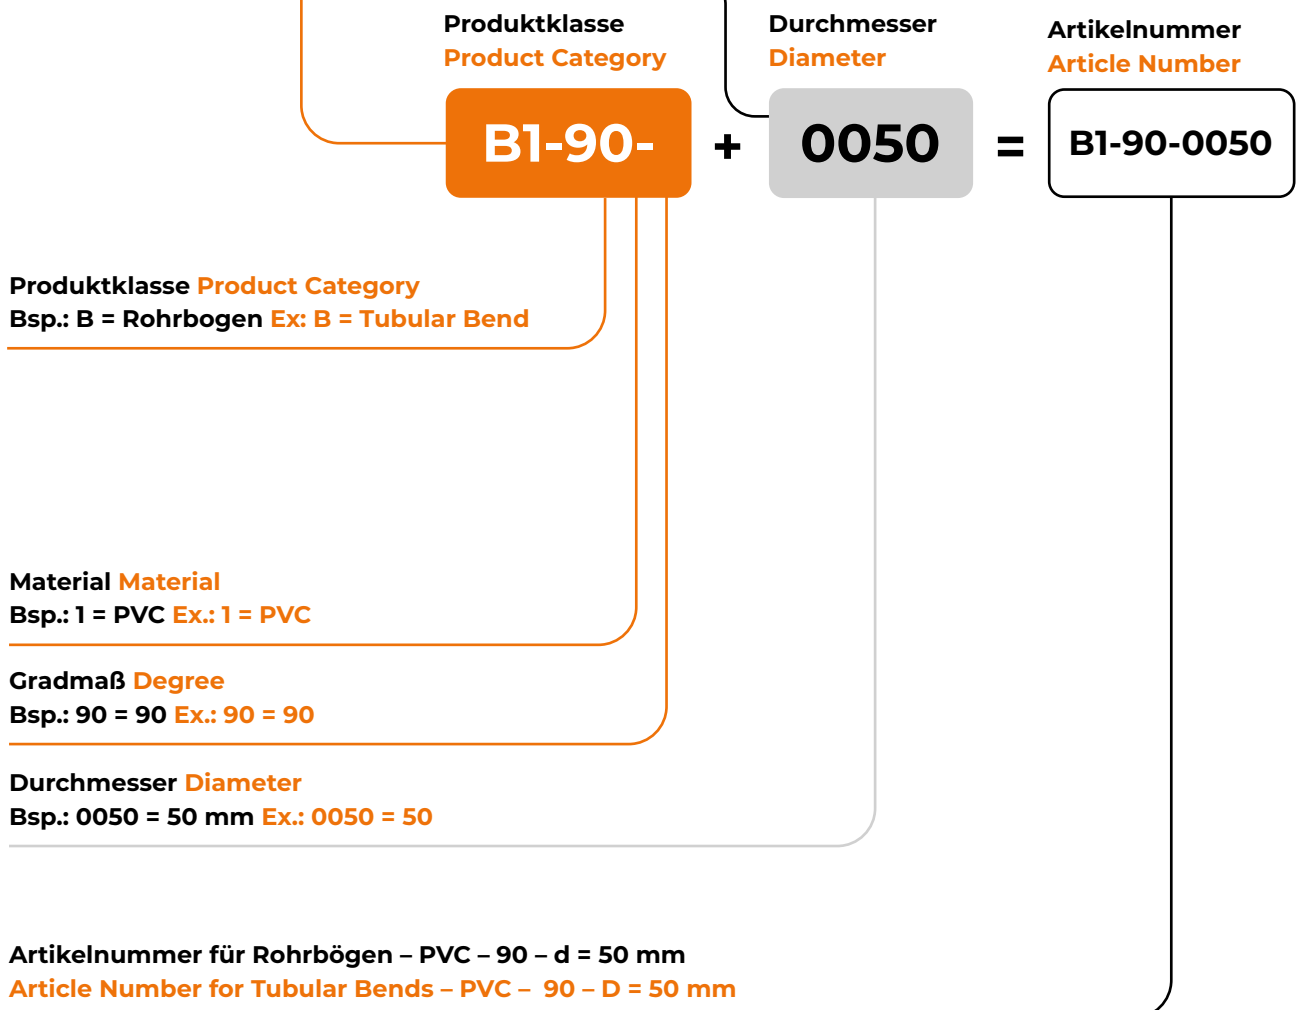 Produktklasse
Product Category
Durchmesser
Diameter
Artikelnummer
Article Number
B1-90- + 0050 = B1-90-0050
Produktklasse Product Category
Bsp.: B = Rohrbogen Ex: B = Tubular Bend
Material Material
Bsp.: 1 = PVC Ex.: 1 = PVC
Gradmaß Degree
Bsp.: 90 = 90 Ex.: 90 = 90
Durchmesser Diameter
Bsp.: 0050 = 50 mm Ex.: 0050 = 50
Artikelnummer für Rohrbögen – PVC – 90 – d = 50 mm
Article Number for Tubular Bends – PVC – 90 – D = 50 mm